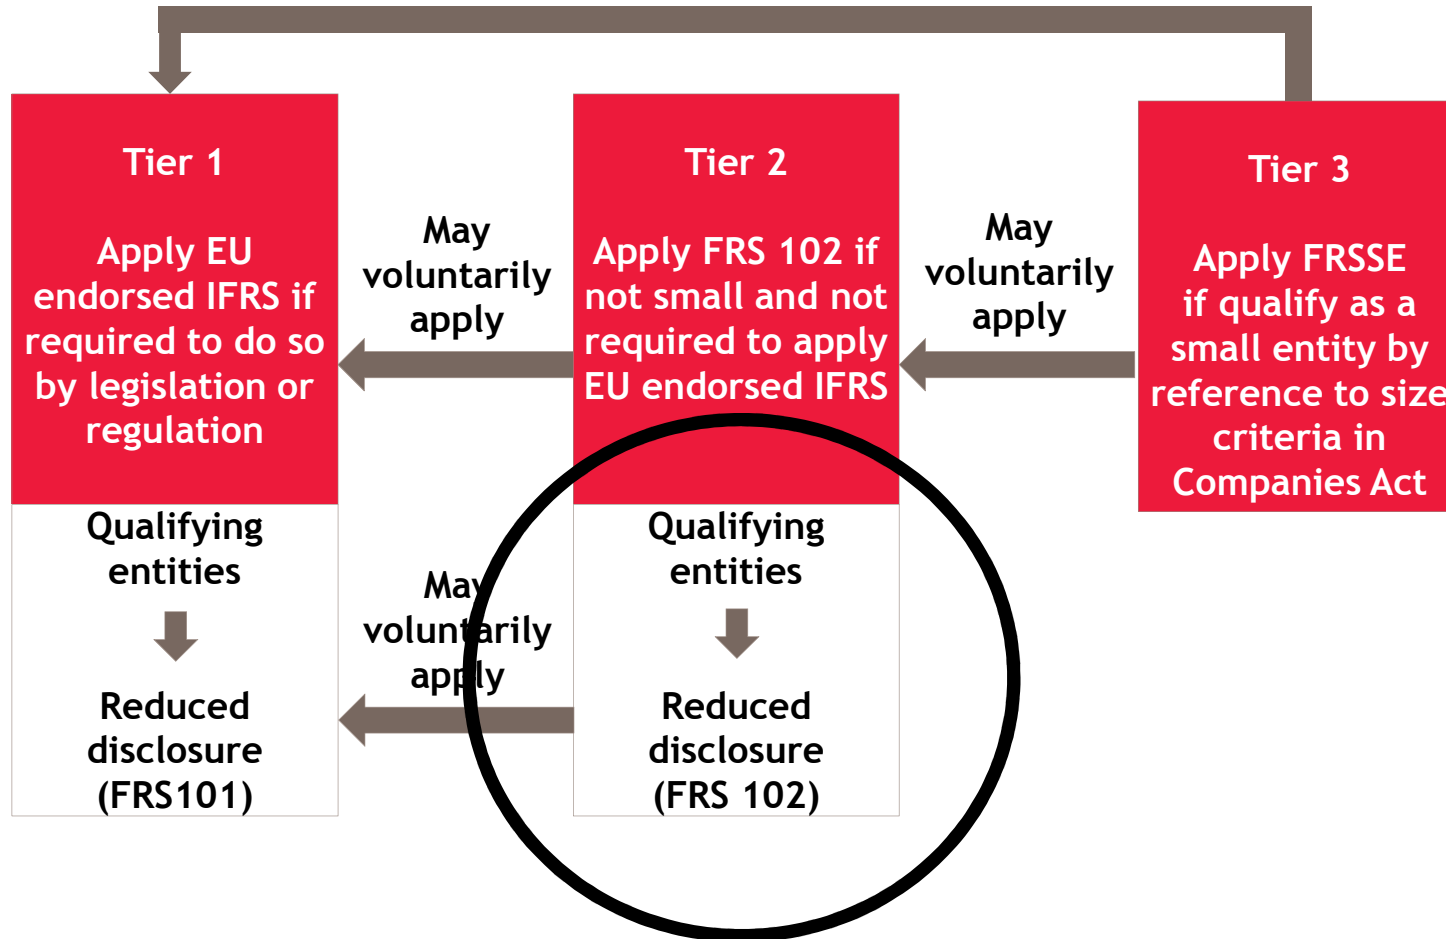 Tier 1
Apply EU
endorsed IFRS if
required to do so
by legislation or
regulation
Qualifying
entities
Reduced
disclosure
(FRS101)
May
voluntarily
apply
May
voluntarily
apply
Tier 2
Apply FRS 102 if
not small and not
required to apply
EU endorsed IFRS
Qualifying
entities
Reduced
disclosure
(FRS 102)
May
voluntarily
apply
Tier 3
Apply FRSSE
if qualify as a
small entity by
reference to size
criteria in
Companies Act